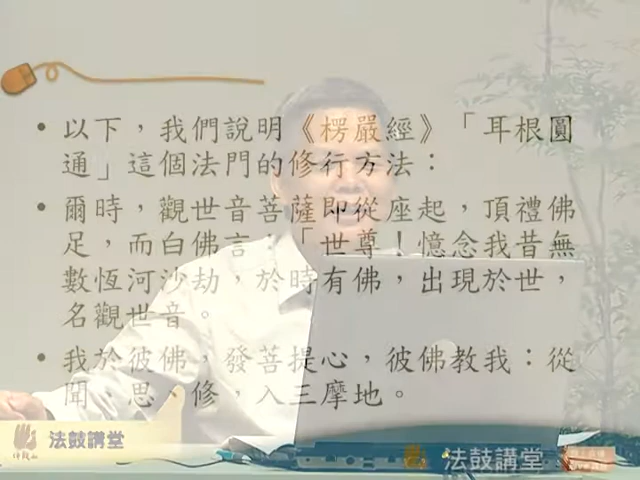 • 以下，我們說明《楞嚴經》「耳根圓
通」這個法門的修行方法：
• 爾時，觀世音菩薩即從座起，頂禮佛
足，而白佛言：「世尊！憶念我昔無
數恆河沙劫，於時有佛，出現於世，
名觀世音。
• 我於彼佛，發菩提心，彼佛教我：從
聞、思、修，入三摩地。
法鼓講堂
法鼓講堂